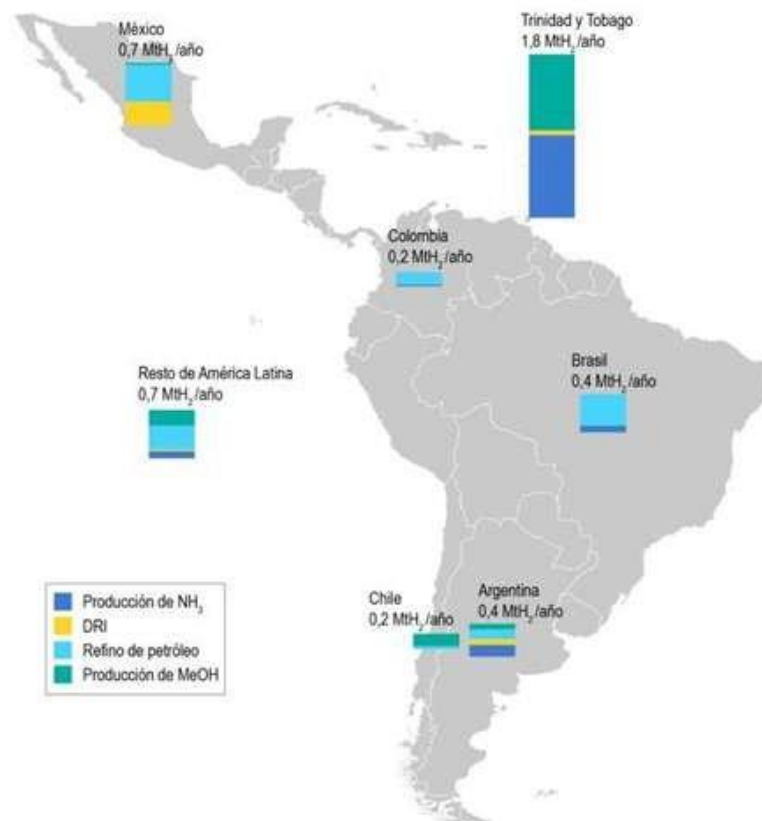 México
0,7 MtH₂/año
Trinidad y Tobago
1,8 MtH₂/año
Colombia
0,2 MtH₂/año
Resto de América Latina
0,7 MtH₂/año
Brasil
0,4 MtH₂/año
Chile
0,2 MtH₂/año
Argentina
0,4 MtH₂/año
Producción de NH₃
DRI
Refino de petróleo
Producción de MeOH